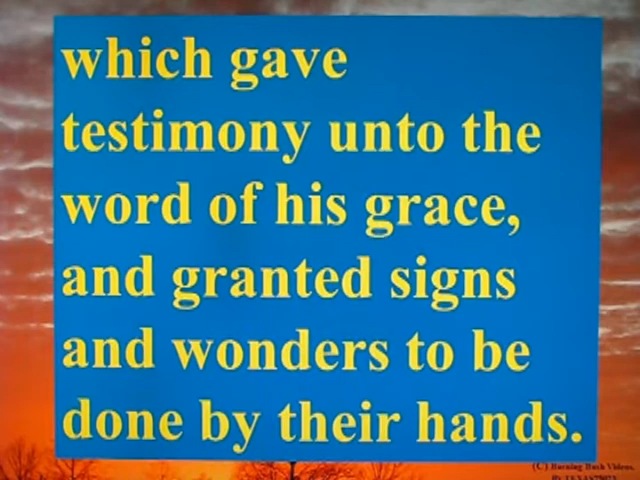 which gave
testimony unto the
word of his grace,
and granted signs
and wonders to be
done by their hands.
(C) Burning Bush Videos.